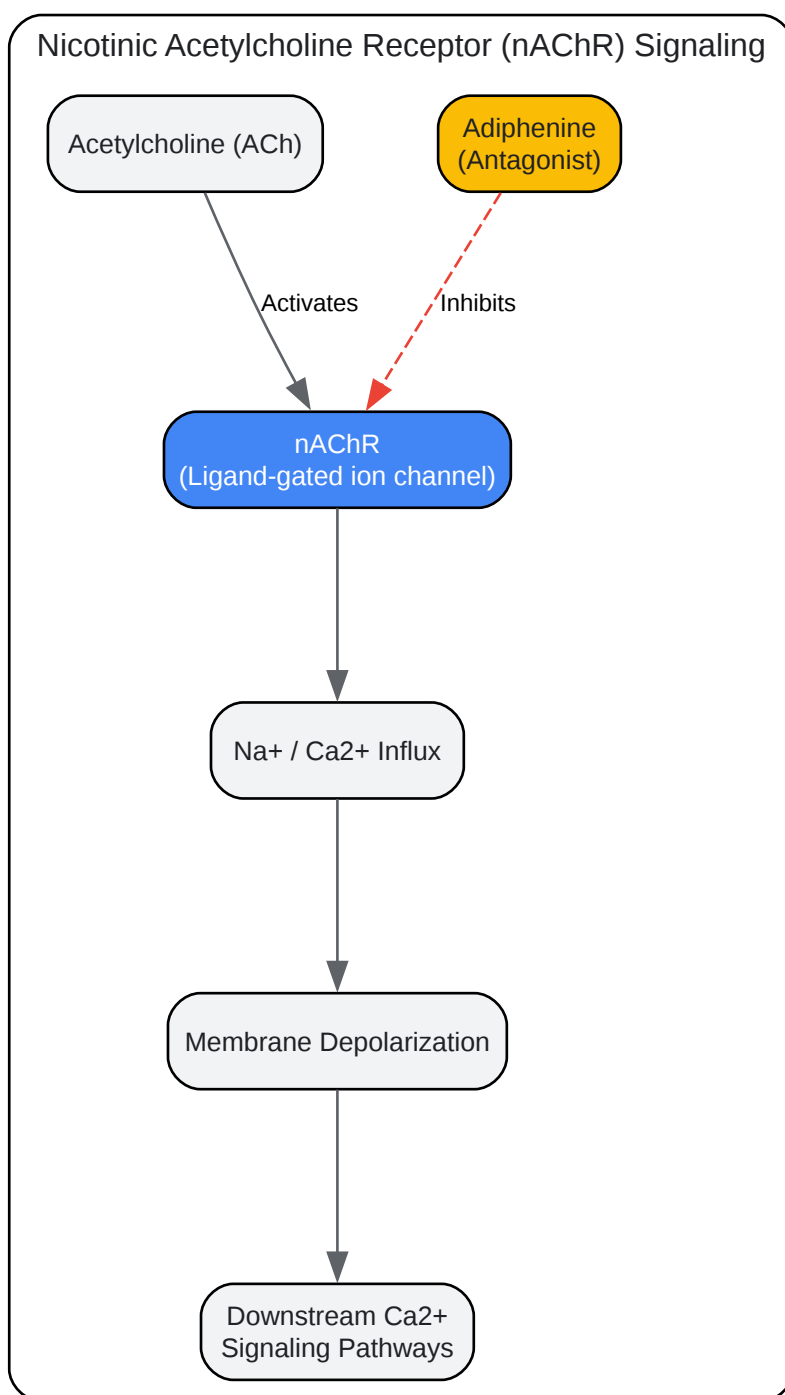 Nicotinic Acetylcholine Receptor (nAChR) Signaling
Acetylcholine (ACh)
Adiphenine
(Antagonist)
Activates
Inhibits
nAChR
(Ligand-gated ion channel)
Na+ / Ca2+ Influx
Membrane Depolarization
Downstream Ca2+
Signaling Pathways